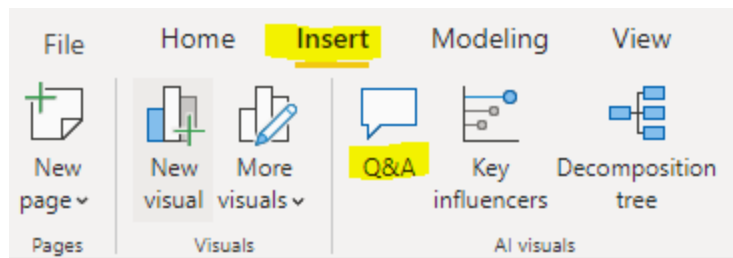 File Home Insert Modeling View
New New More Q&A Key Decomposition
page visual visuals influencers tree
Pages Visuals AI visuals